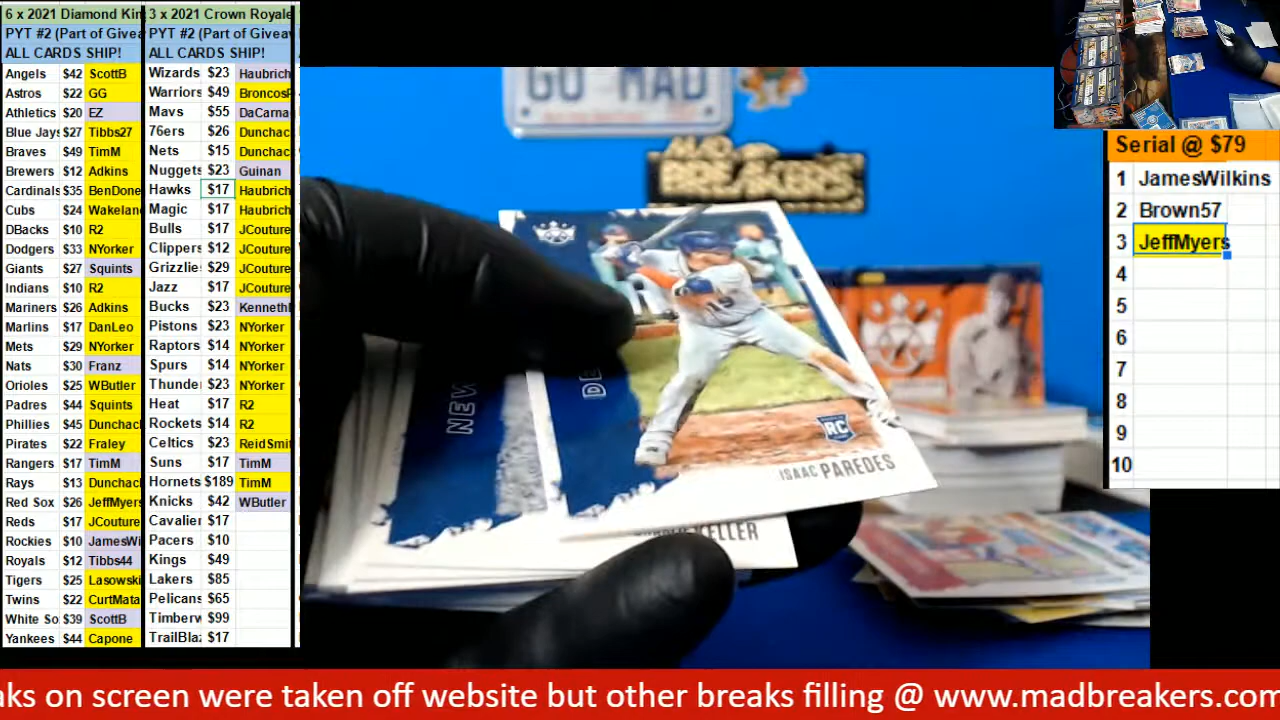 6 x 2021 Diamond Kin
PYT #2 (Part of Givea
ALL CARDS SHIP!
Angels $42 ScottB
Astros $22 GG
Athletics $20 EZ
Blue Jays $27 Tibbs27
Braves $49 TimM
Brewers $12 Adkins
Cardinals $35 BenDone
Cubs $24 Wakelan
DBacks $10 R2
Dodgers $33 NYorker
Giants $27 Squints
Indians $10 R2
Mariners $26 Adkins
Marlins $17 DanLeo
Mets $29 NYorker
Nats $30 Franz
Orioles $25 WButler
Padres $44 Squints
Phillies $45 Dunchac
Pirates $22 Fraley
Rangers $17 TimM
Rays $13 Dunchac
Red Sox $26 JeffMyers
Reds $17 JCouture
Rockies $10 JamesWi
Royals $12 Tibbs44
Tigers $25 Lasowski
Twins $22 CurtMata
White So $39 ScottB
Yankees $44 Capone
3 x 2021 Crown Royale
PYT #2 (Part of Giveav
ALL CARDS SHIP!
Wizards $23 Haubrich
Warriors $49 BroncosF
Mavs $55 DaCarna
76ers $26 Dunchac
Nets $15 Dunchac
Nuggets $23 Guinan
Hawks $17 Haubrich
Magic $17 Haubrich
Bulls $17 JCouture
Clippers $12 JCouture
Grizzlie $29 JCouture
Jazz $17 JCouture
Bucks $23 Kenneth
Pistons $23 NYorker
Raptors $14 NYorker
Spurs $14 NYorker
Thunde $23 NYorker
Heat $17 R2
Rockets $14 R2
Celtics $23 ReidSmit
Suns $17 TimM
Hornets $189 TimM
Knicks $42 WButler
Cavalier $17
Pacers $10
Kings $49
Lakers $85
Pelicans $65
Timberw $99
TrailBla $17
GO MAD
MAD
BREAKERS
NEW
DE
RC
ISAAC PAREDES
KELLER
Serial @ $79
1 JamesWilkins
2 Brown57
3 JeffMyers
4
5
6
7
8
9
10
aks on screen were taken off website but other breaks filling @ www.madbreakers.com